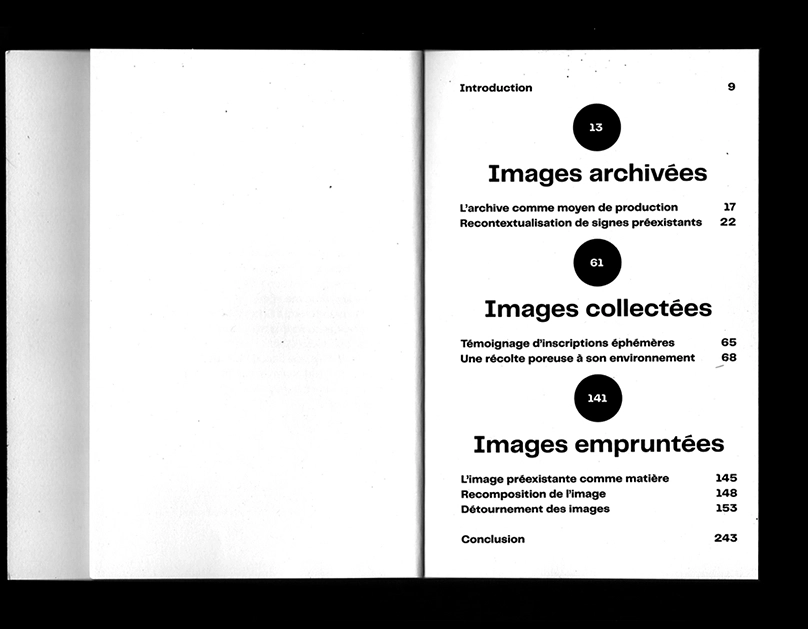 Introduction 9
13
Images archivées
L'archive comme moyen de production 17
Recontextualisation de signes préexistants 22
61
Images collectées
Témoignage d'inscriptions éphémères 65
Une récolte poreuse à son environnement 68
141
Images empruntées
L'image préexistante comme matière 145
Recomposition de l'image 148
Détournement des images 153
Conclusion 243